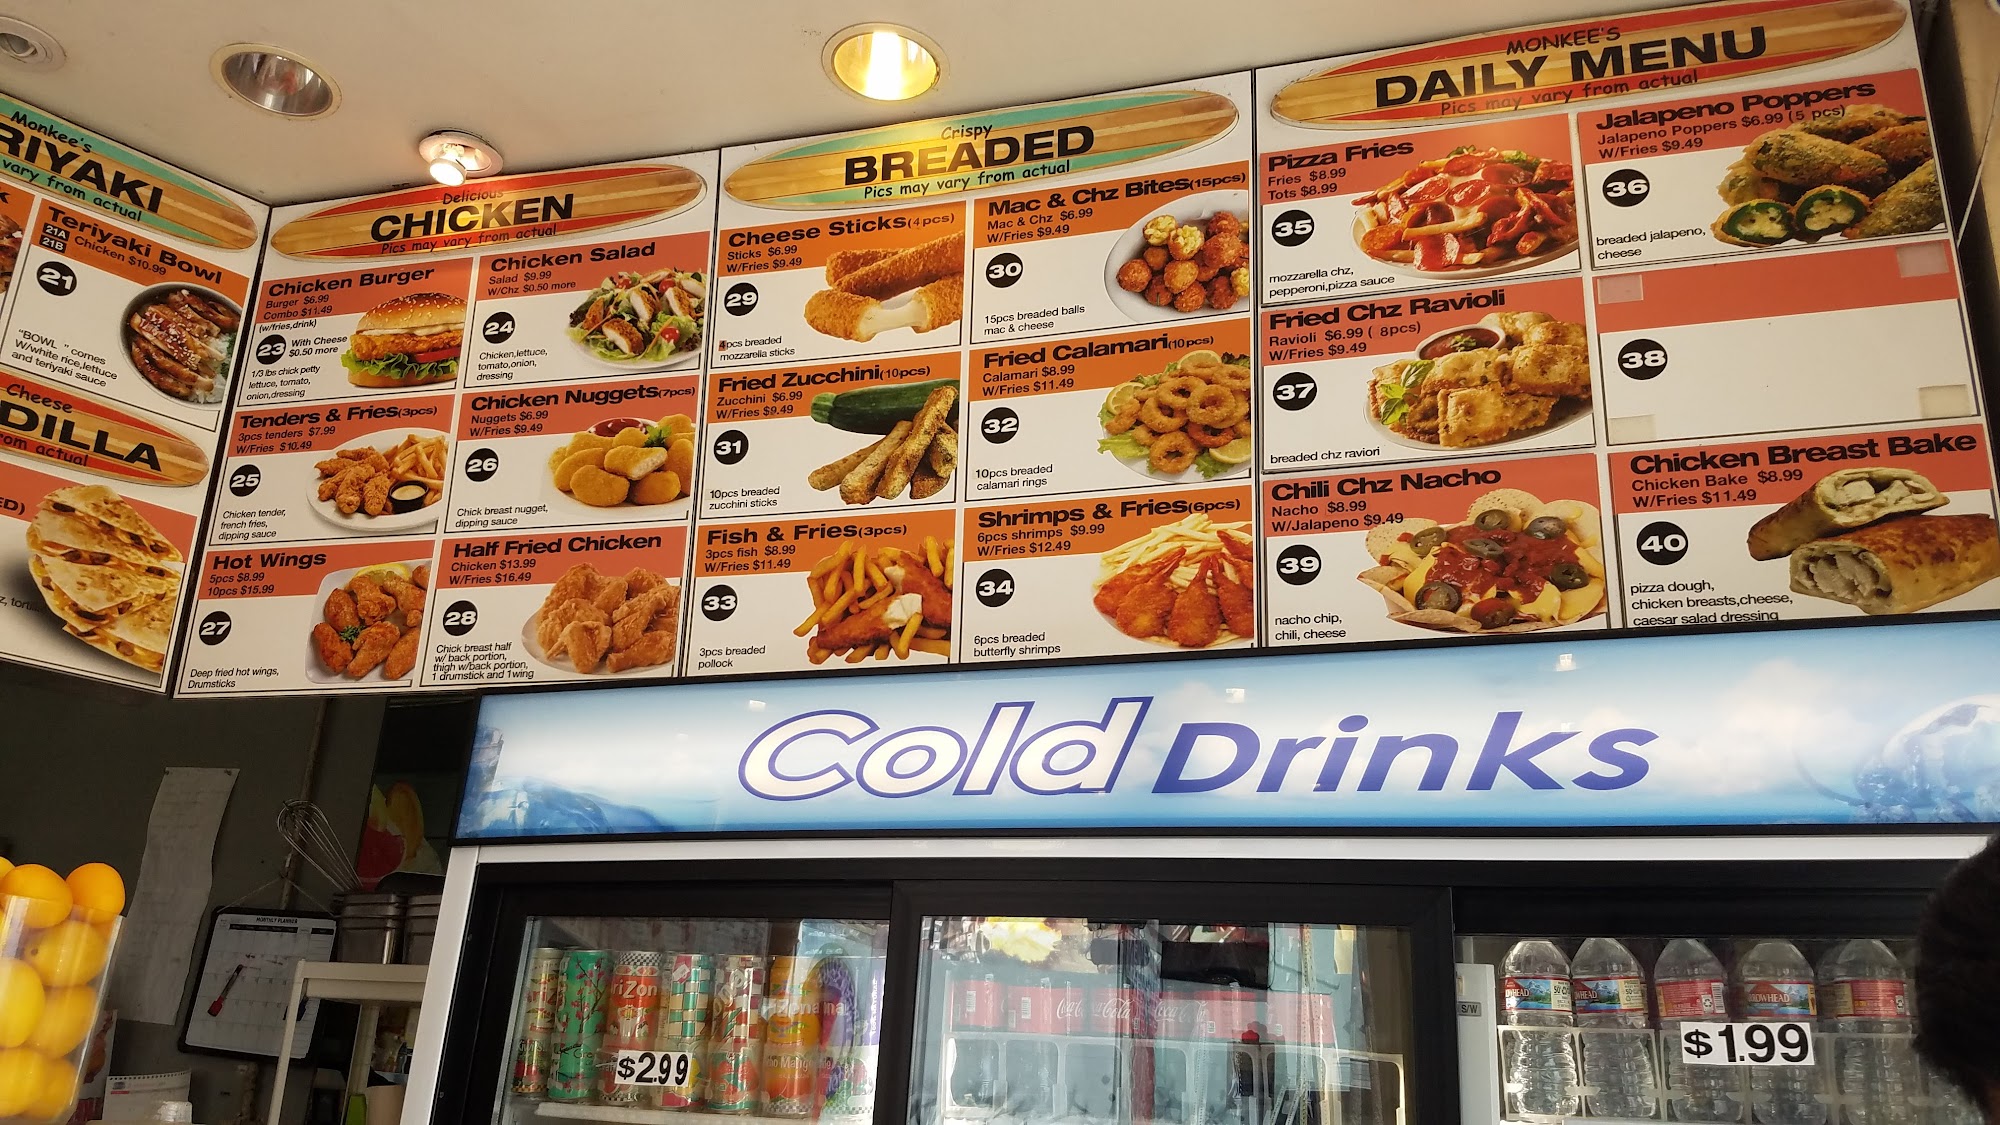 Monkee's
RIYAKI
vary from actual
Teriyaki Bowl
21A
21B
Chicken $10.99
21
"BOWL " comes
W/white rice,lettuce
and teriyaki sauce
Cheese
DILLA
om actual
ED)
Delicious
CHICKEN
Pics may vary from actual
Chicken Burger
Burger $6.99
Combo $11.49
(w/fries,drink)
23
With Cheese
$0.50 more
1/3 lbs chick petty
lettuce, tomato,
onion,dressing
Chicken Salad
Salad $9.99
W/Chz $0.50 more
24
Chicken,lettuce,
tomato,onion,
dressing
Tenders & Fries(3pcs)
3pcs tenders $7.99
W/Fries $10.49
25
Chicken tender,
french fries,
dipping sauce
Chicken Nuggets(7pcs)
Nuggets $6.99
W/Fries $9.49
26
Chick breast nugget,
dipping sauce
Hot Wings
5pcs $8.99
10pcs $15.99
27
Deep fried hot wings,
Drumsticks
Half Fried Chicken
Chicken $13.99
W/Fries $16.49
28
Chick breast half
w/ back portion,
thigh w/back portion,
1 drumstick and 1wing
Crispy
BREADED
Pics may vary from actual
Cheese Sticks(4pcs)
Sticks $6.99
W/Fries $9.49
29
4pcs breaded
mozzarella sticks
Mac & Chz Bites(15pcs)
Mac & Chz $6.99
W/Fries $9.49
30
15pcs breaded balls
mac & cheese
Fried Zucchini(10pcs)
Zucchini $6.99
W/Fries $9.49
31
10pcs breaded
zucchini sticks
Fried Calamari(10pcs)
Calamari $8.99
W/Fries $11.49
32
10pcs breaded
calamari rings
Fish & Fries(3pcs)
3pcs fish $8.99
W/Fries $11.49
33
3pcs breaded
pollock
Shrimps & Fries(6pcs)
6pcs shrimps $9.99
W/Fries $12.49
34
6pcs breaded
butterfly shrimps
MONKEE'S
DAILY MENU
Pics may vary from actual
Pizza Fries
Fries $8.99
Tots $8.99
35
mozzarella chz,
pepperoni,pizza sauce
Jalapeno Poppers
Jalapeno Poppers $6.99 (5 pcs)
W/Fries $9.49
36
breaded jalapeno,
cheese
Fried Chz Ravioli
Ravioli $6.99 ( 8pcs)
W/Fries $9.49
37
breaded chz raviori
38
Chili Chz Nacho
Nacho $8.99
W/Jalapeno $9.49
39
nacho chip,
chili, cheese
Chicken Breast Bake
Chicken Bake $8.99
W/Fries $11.49
40
pizza dough,
chicken breasts,cheese,
caesar salad dressing
Cold Drinks
MONTHLY PLANNER
$2.99
Coca-Cola
S/W
$1.99